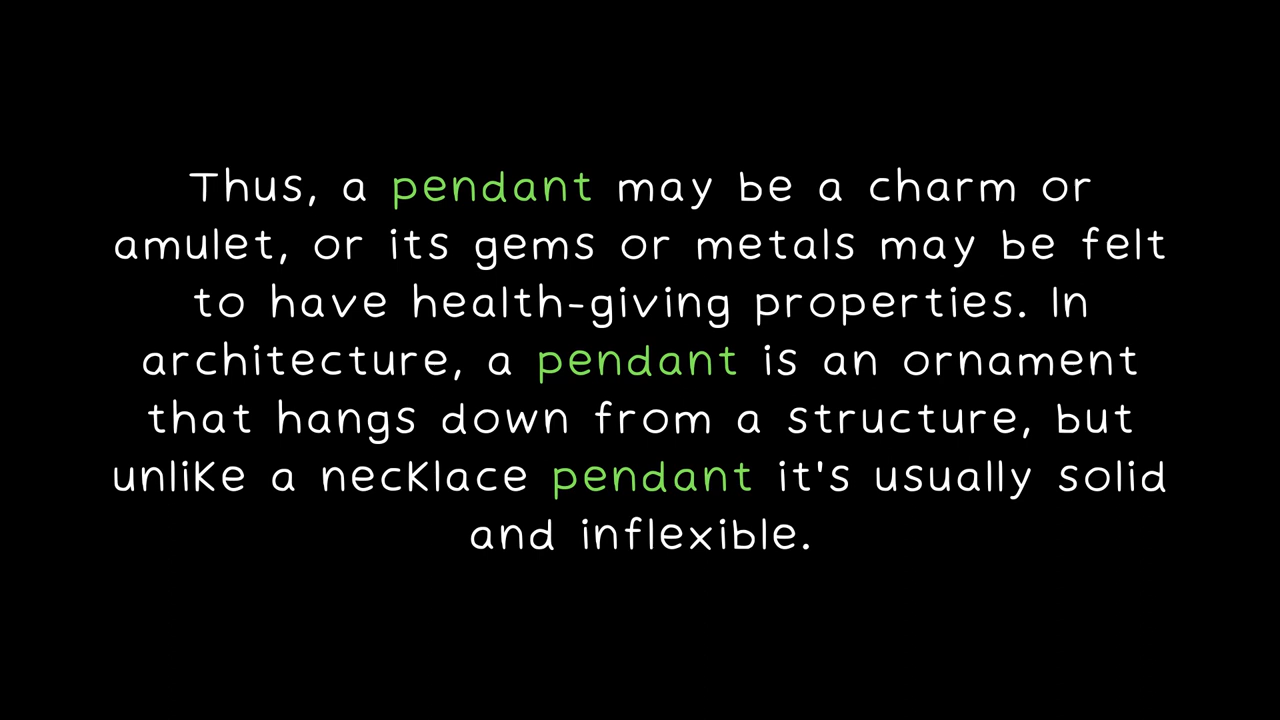 Thus, a pendant may be a charm or
amulet, or its gems or metals may be felt
to have health-giving properties. In
architecture, a pendant is an ornament
that hangs down from a structure, but
unlike a necklace pendant it's usually solid
and inflexible.